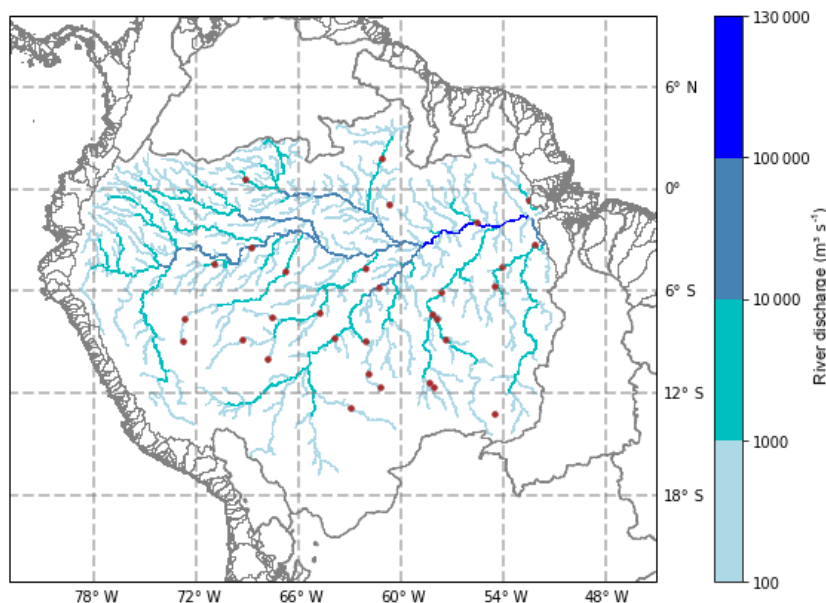 130 000
6° N
100 000
0°
River discharge (m³ s⁻¹)
6° S
10 000
12° S
1000
18° S
100
78° W 72° W 66° W 60° W 54° W 48° W